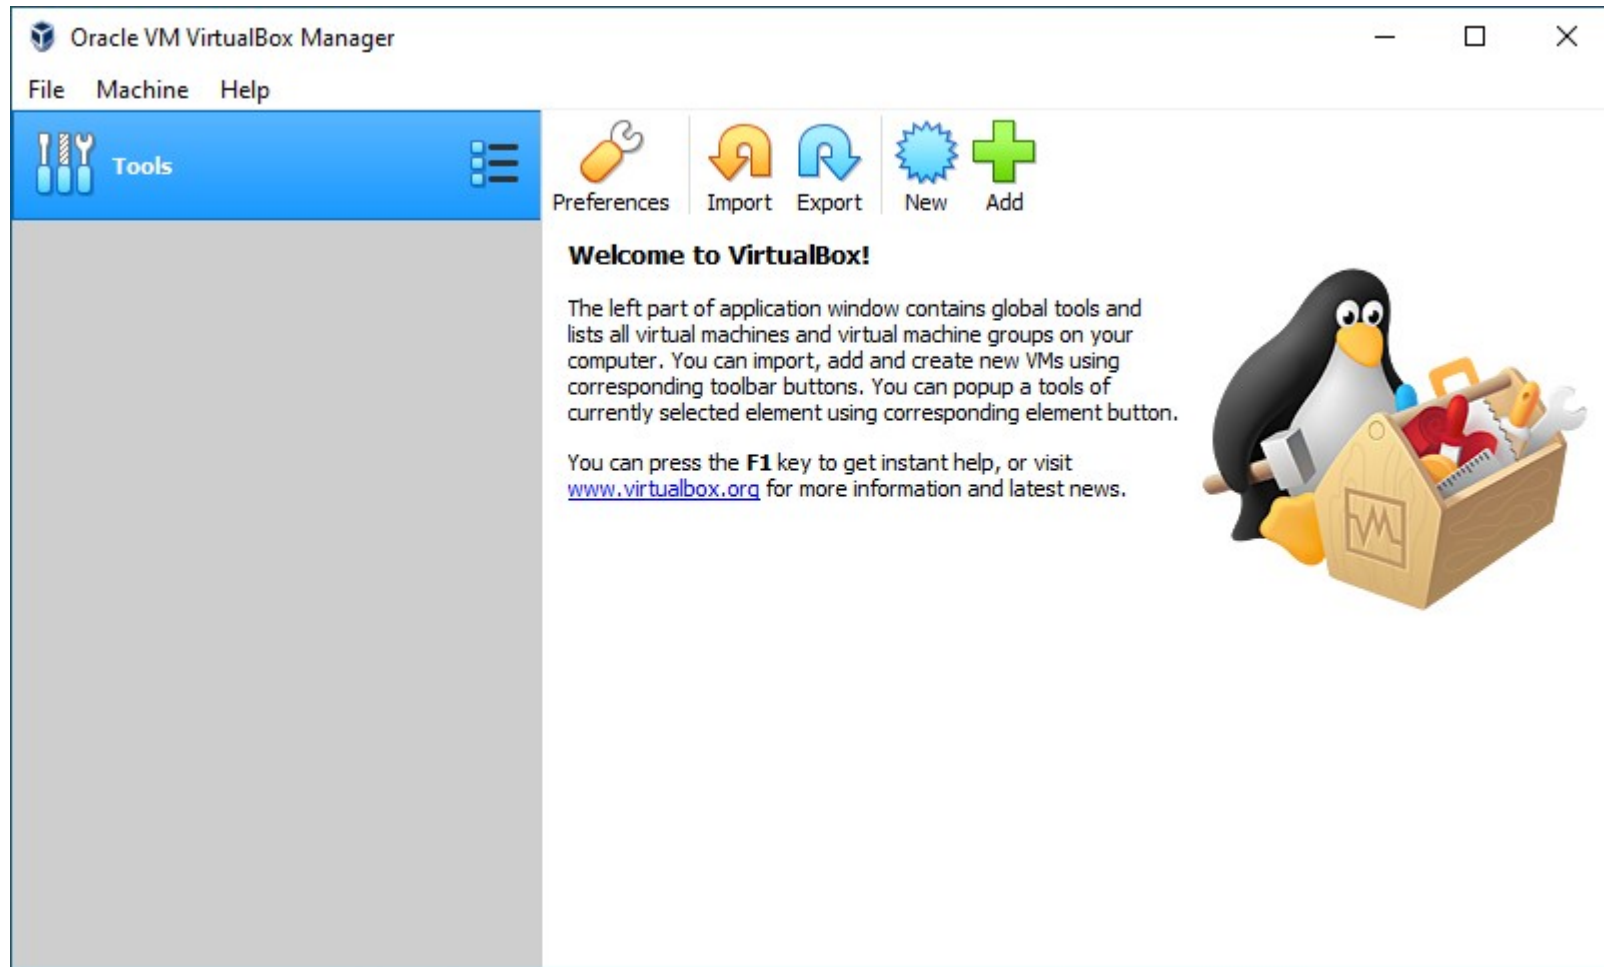 Oracle VM VirtualBox Manager
File Machine Help
Tools
Preferences Import Export New Add
Welcome to VirtualBox!
The left part of application window contains global tools and
lists all virtual machines and virtual machine groups on your
computer. You can import, add and create new VMs using
corresponding toolbar buttons. You can popup a tools of
currently selected element using corresponding element button.
You can press the F1 key to get instant help, or visit
www.virtualbox.org for more information and latest news.